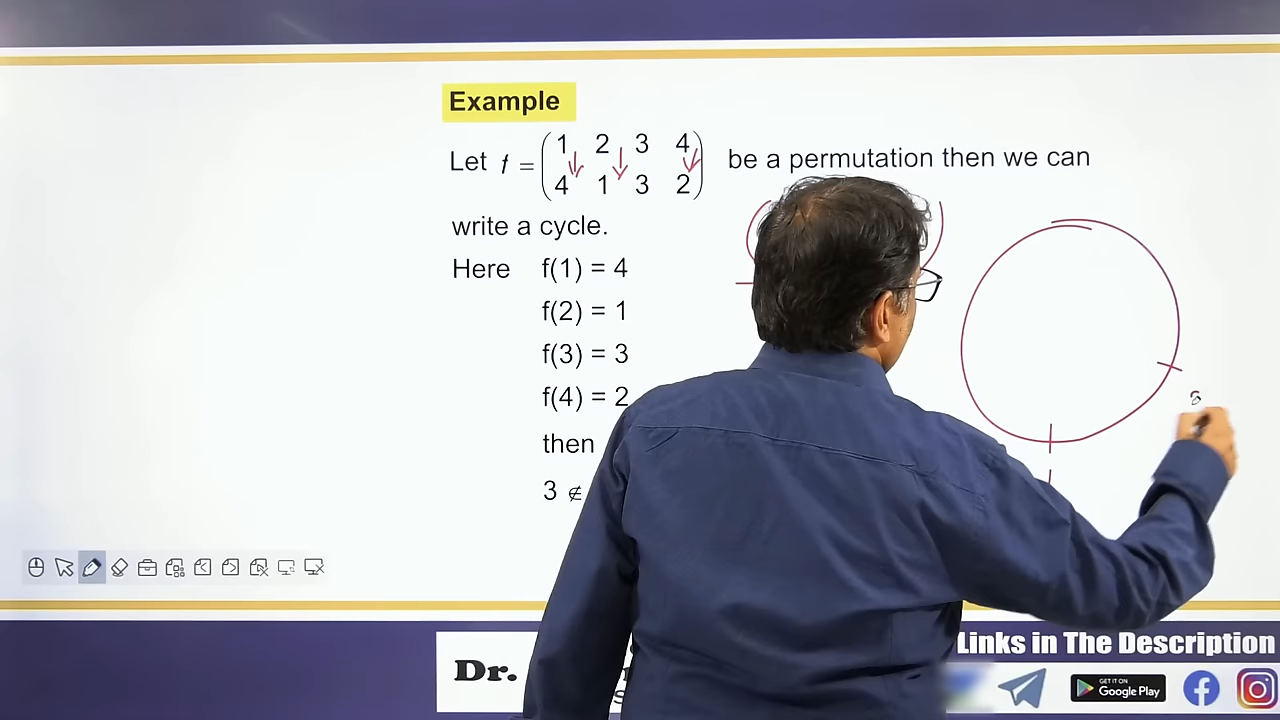 Example
Let f = ( 1 2 3 4 ) be a permutation then we can
4 1 3 2
write a cycle.
Here f(1) = 4
f(2) = 1
f(3) = 3
f(4) = 2
then
3 ∉
8
1
Dr.
Links in The Description
GET IT ON
Google Play